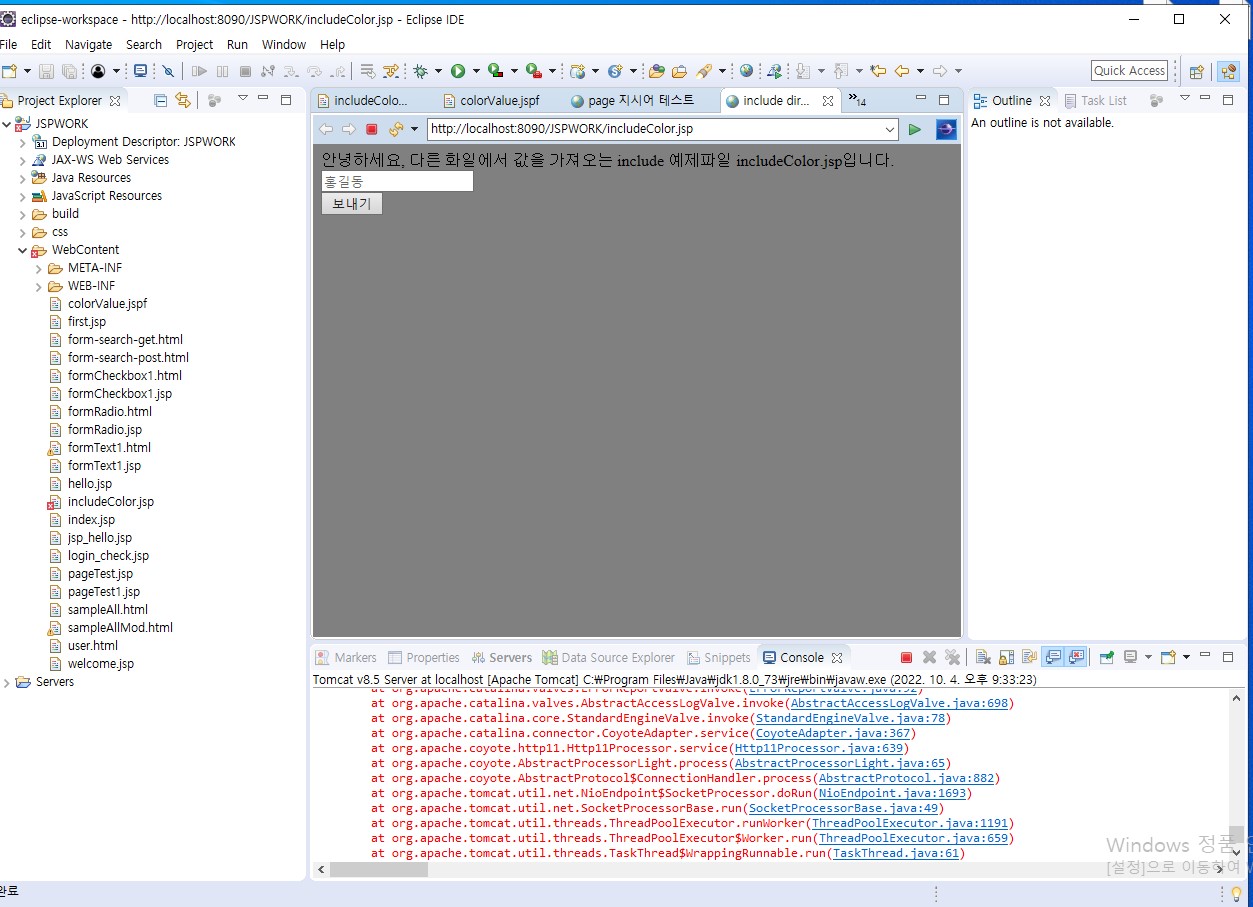 eclipse-workspace - http://localhost:8090/JSPWORK/includeColor.jsp - Eclipse IDE
File Edit Navigate Search Project Run Window Help
Quick Access
Project Explorer
JSPWORK
Deployment Descriptor: JSPWORK
JAX-WS Web Services
Java Resources
JavaScript Resources
build
css
WebContent
META-INF
WEB-INF
colorValue.jspf
first.jsp
form-search-get.html
form-search-post.html
formCheckbox1.html
formCheckbox1.jsp
formRadio.html
formRadio.jsp
formText1.html
formText1.jsp
hello.jsp
includeColor.jsp
index.jsp
jsp_hello.jsp
login_check.jsp
pageTest.jsp
pageTest1.jsp
sampleAll.html
sampleAllMod.html
user.html
welcome.jsp
Servers
includeColo... colorValue.jspf page 지시어 테스트 include dir... »14
http://localhost:8090/JSPWORK/includeColor.jsp
안녕하세요, 다른 화일에서 값을 가져오는 include 예제파일 includeColor.jsp입니다.
홍길동
보내기
Outline Task List
An outline is not available.
Markers Properties Servers Data Source Explorer Snippets Console
Tomcat v8.5 Server at localhost [Apache Tomcat] C:₩Program Files₩Java₩jdk1.8.0_73₩jre₩bin₩javaw.exe (2022. 10. 4. 오후 9:33:23)
at org.apache.catalina.valves.ErrorReportValve.invoke(ErrorReportValve.java:92)
at org.apache.catalina.valves.AbstractAccessLogValve.invoke(AbstractAccessLogValve.java:698)
at org.apache.catalina.core.StandardEngineValve.invoke(StandardEngineValve.java:78)
at org.apache.catalina.connector.CoyoteAdapter.service(CoyoteAdapter.java:367)
at org.apache.coyote.http11.Http11Processor.service(Http11Processor.java:639)
at org.apache.coyote.AbstractProcessorLight.process(AbstractProcessorLight.java:65)
at org.apache.coyote.AbstractProtocol$ConnectionHandler.process(AbstractProtocol.java:882)
at org.apache.tomcat.util.net.NioEndpoint$SocketProcessor.doRun(NioEndpoint.java:1693)
at org.apache.tomcat.util.net.SocketProcessorBase.run(SocketProcessorBase.java:49)
at org.apache.tomcat.util.threads.ThreadPoolExecutor.runWorker(ThreadPoolExecutor.java:1191)
at org.apache.tomcat.util.threads.ThreadPoolExecutor$Worker.run(ThreadPoolExecutor.java:659)
at org.apache.tomcat.util.threads.TaskThread$WrappingRunnable.run(TaskThread.java:61)
Windows 정품
[설정]으로 이동하여
완료